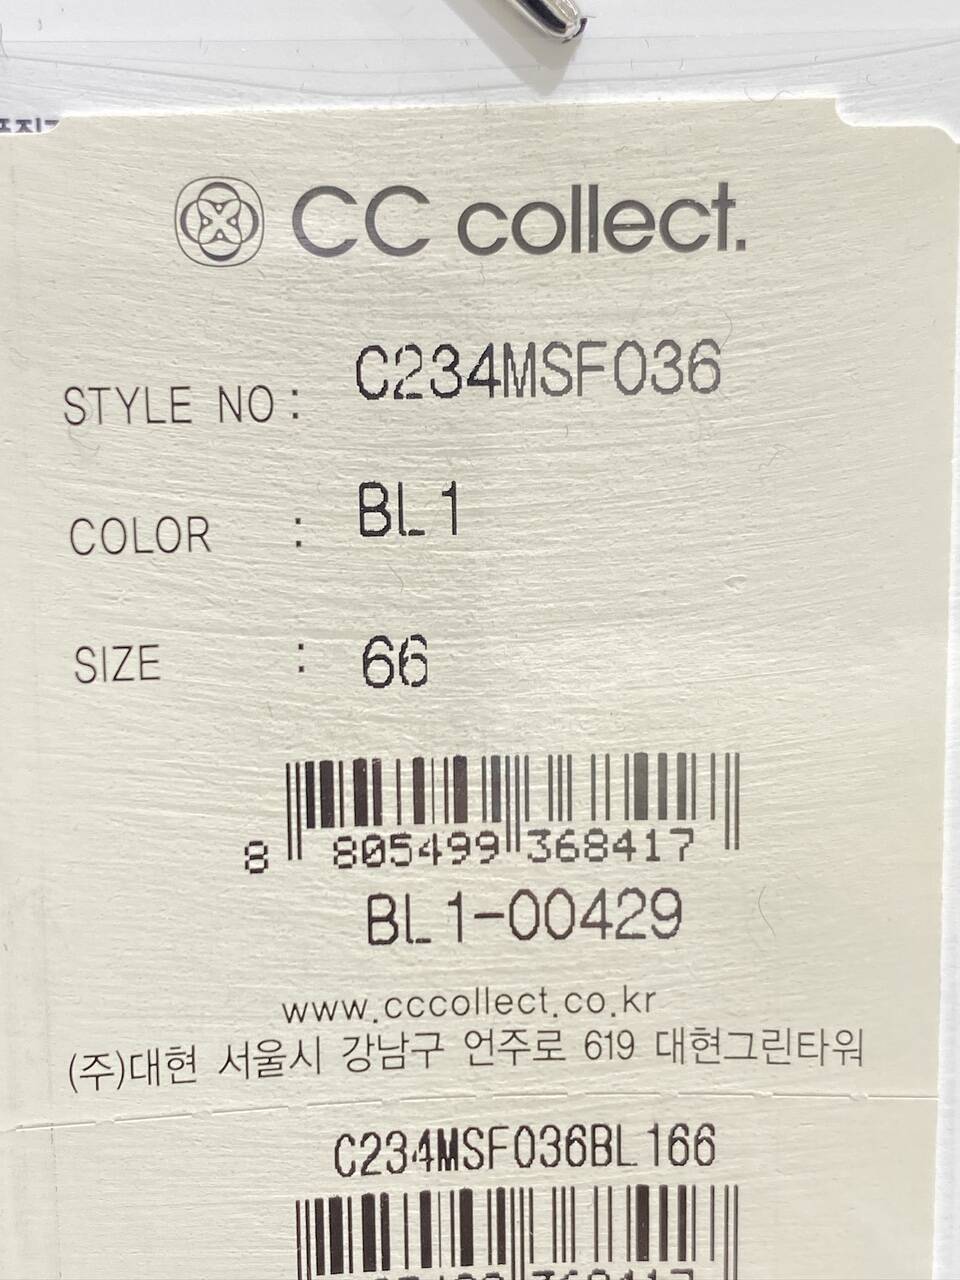 CC collect.
STYLE NO : C234MSF036
COLOR : BL1
SIZE : 66
8 805499 368417
BL1-00429
www.cccollect.co.kr
(주)대현 서울시 강남구 언주로 619 대현그린타워
C234MSF036BL166